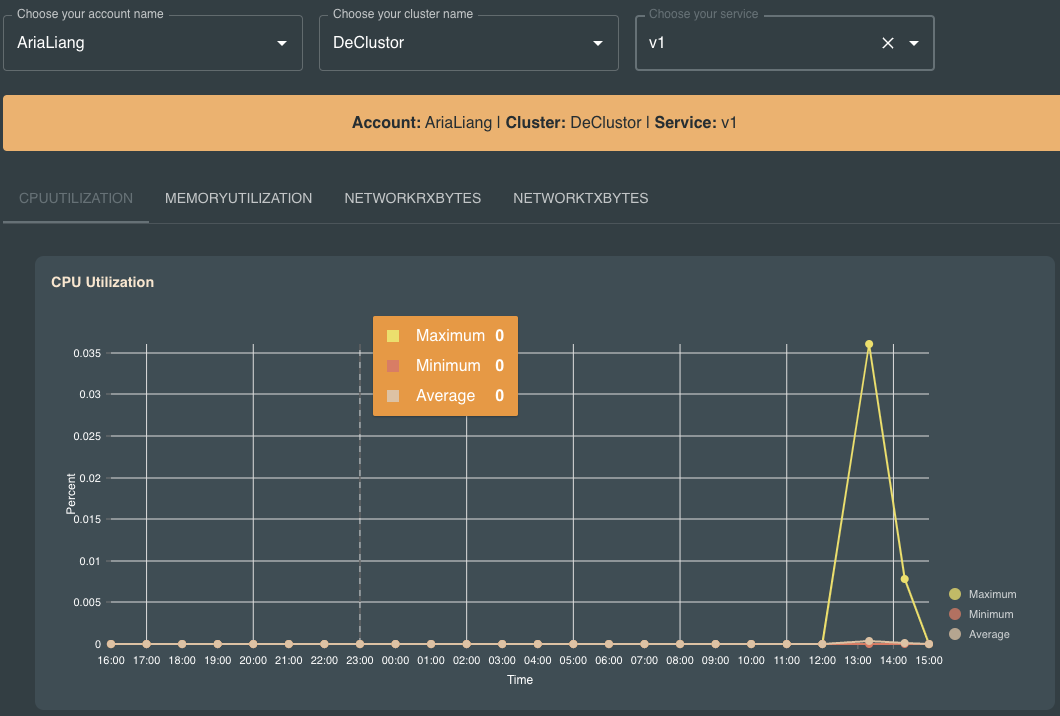 Choose your account name
AriaLiang
Choose your cluster name
DeClustor
Choose your service
v1
Account: AriaLiang | Cluster: DeClustor | Service: v1
CPUUTILIZATION MEMORYUTILIZATION NETWORKRXBYTES NETWORKTXBYTES
CPU Utilization
Maximum 0
Minimum 0
Average 0
Percent
0.035
0.03
0.025
0.02
0.015
0.01
0.005
0
16:00 17:00 18:00 19:00 20:00 21:00 22:00 23:00 00:00 01:00 02:00 03:00 04:00 05:00 06:00 07:00 08:00 09:00 10:00 11:00 12:00 13:00 14:00 15:00
Time
Maximum
Minimum
Average